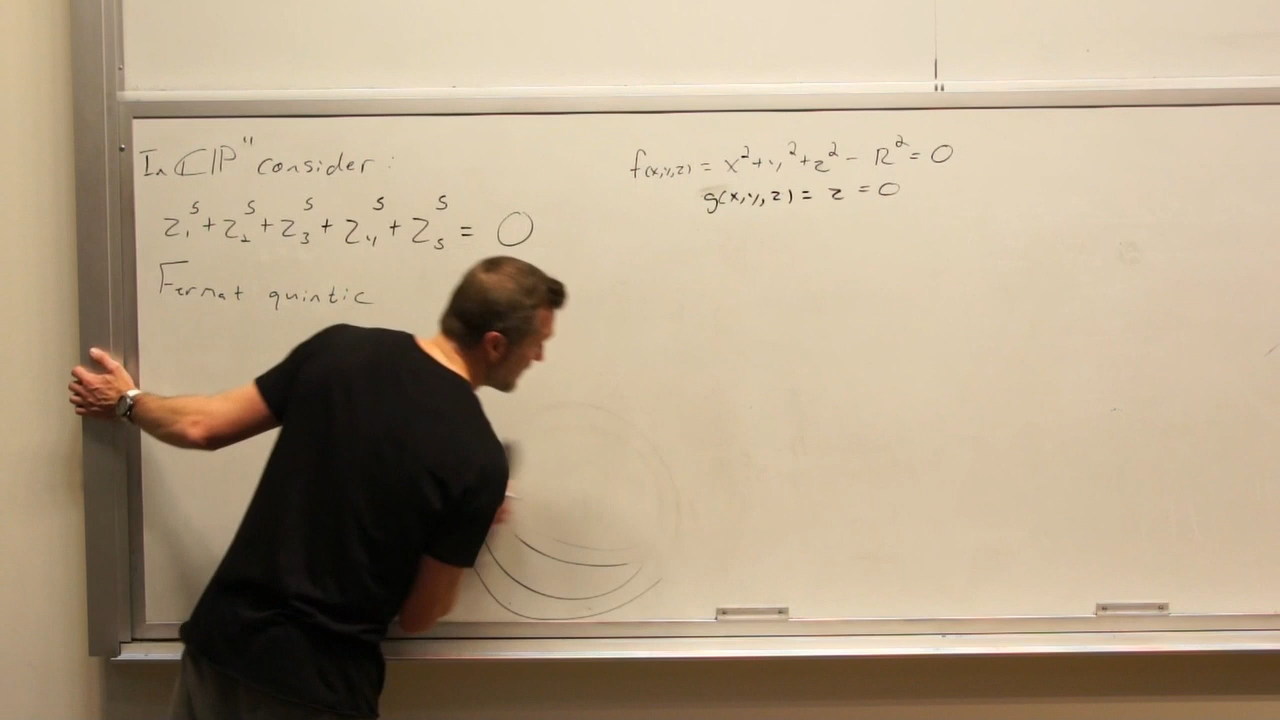 In ℂℙ⁴ consider:
z₁⁵ + z₂⁵ + z₃⁵ + z₄⁵ + z₅⁵ = 0
Fermat quintic
f(x,y,z) = x² + y² + z² − R² = 0
g(x,y,z) = z = 0